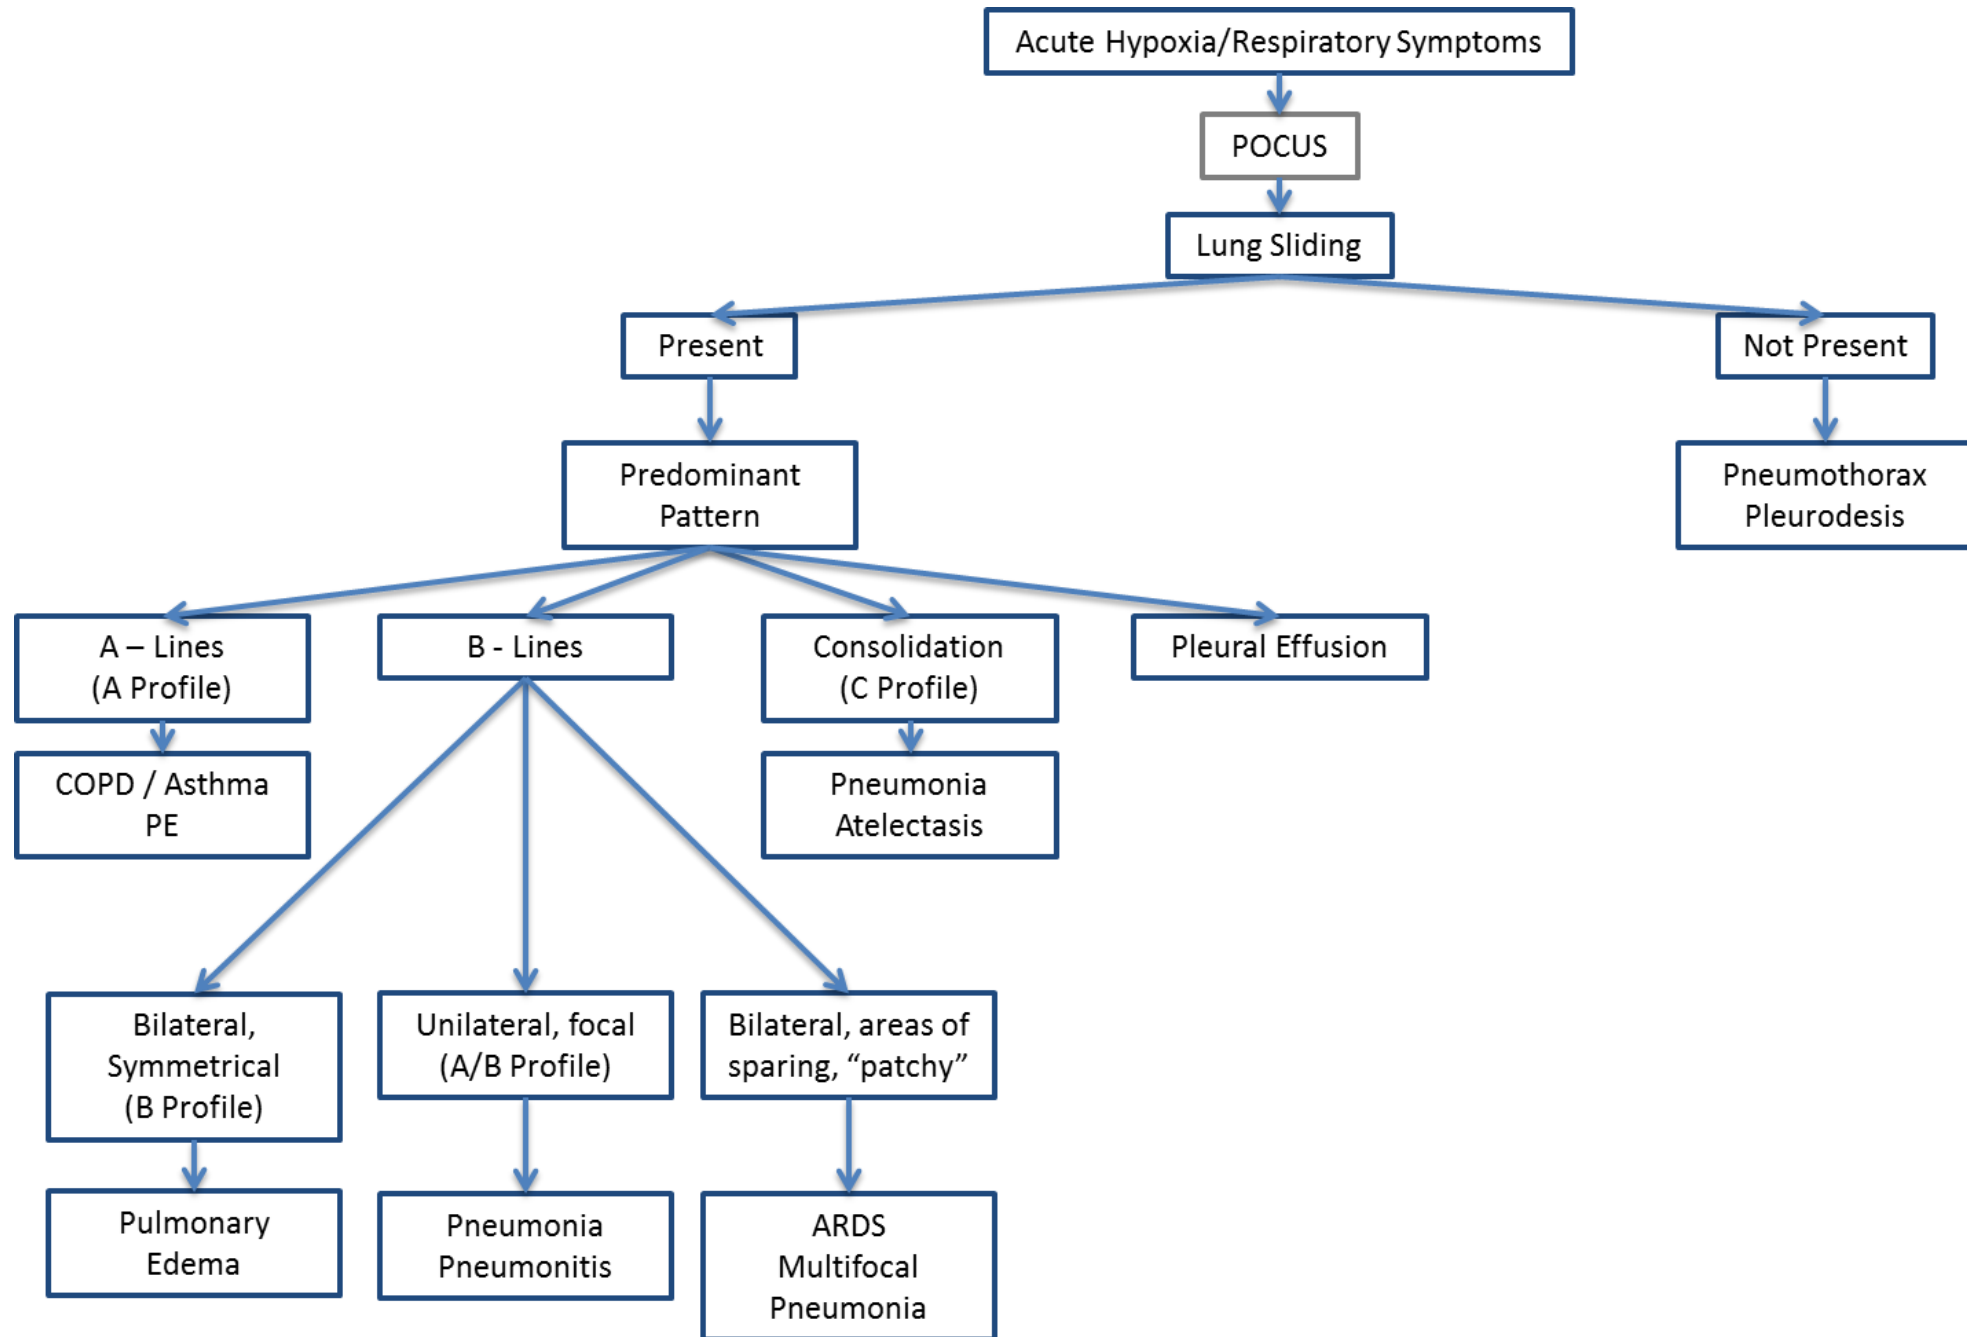 Acute Hypoxia/Respiratory Symptoms
POCUS
Lung Sliding
Present
Not Present
Predominant
Pattern
Pneumothorax
Pleurodesis
A – Lines
(A Profile)
B - Lines
Consolidation
(C Profile)
Pleural Effusion
COPD / Asthma
PE
Pneumonia
Atelectasis
Bilateral,
Symmetrical
(B Profile)
Unilateral, focal
(A/B Profile)
Bilateral, areas of
sparing, “patchy”
Pulmonary
Edema
Pneumonia
Pneumonitis
ARDS
Multifocal
Pneumonia